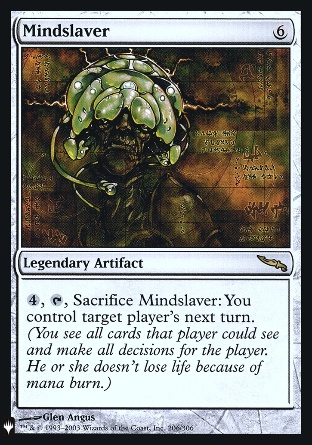 Mindslaver 6
Legendary Artifact
4, T, Sacrifice Mindslaver: You
control target player's next turn.
(You see all cards that player could see
and make all decisions for the player.
He or she doesn't lose life because of
mana burn.)
Glen Angus
™ & © 1993–2003 Wizards of the Coast, Inc. 206/306